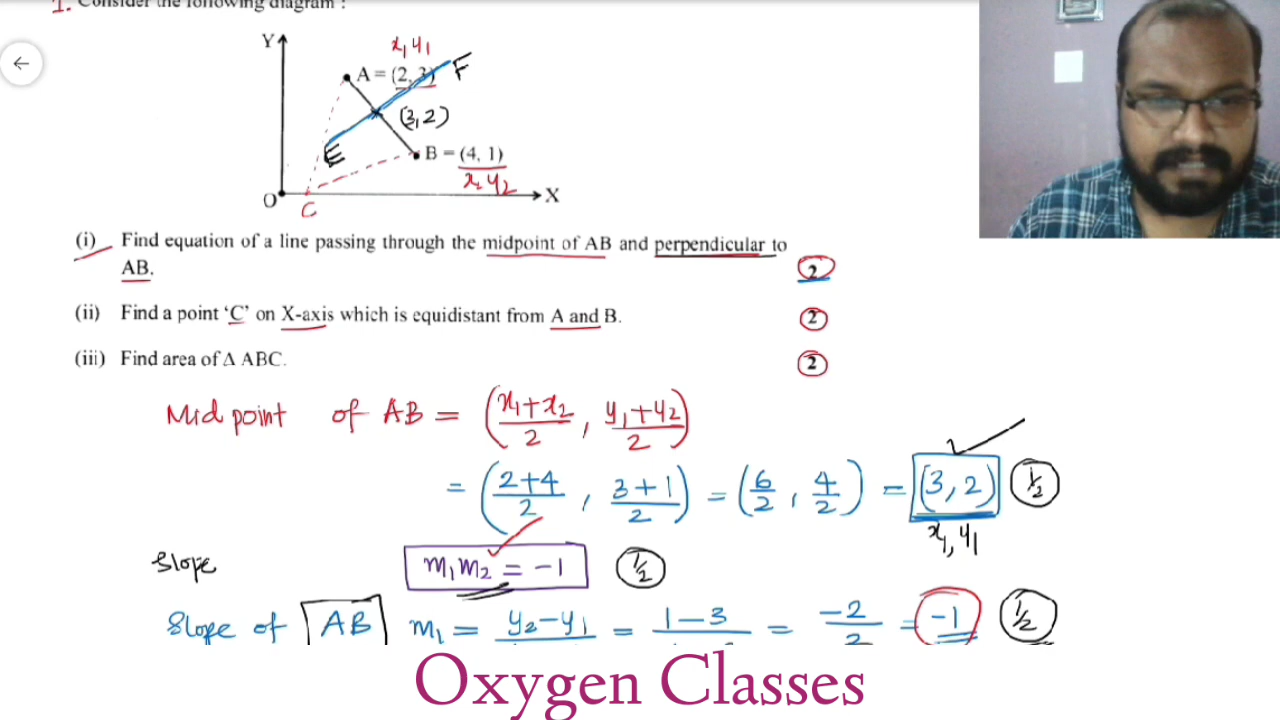 1. Consider the following diagram :
Y
x₁ y₁
A = (2, 3)
F
(3, 2)
E
B = (4, 1)
x₂ y₂
O
C
X
(i) Find equation of a line passing through the midpoint of AB and perpendicular to
AB.
2
(ii) Find a point ‘C’ on X-axis which is equidistant from A and B.
2
(iii) Find area of Δ ABC.
2
Mid point of AB = (x₁+x₂/2 , y₁+y₂/2)
= (2+4/2 , 3+1/2) = (6/2 , 4/2) = (3, 2) 1/2
x₁, y₁
Slope m₁m₂ = -1 1/2
Slope of AB m₁ = y₂-y₁ = 1-3 = -2/2 = -1 1/2
Oxygen Classes